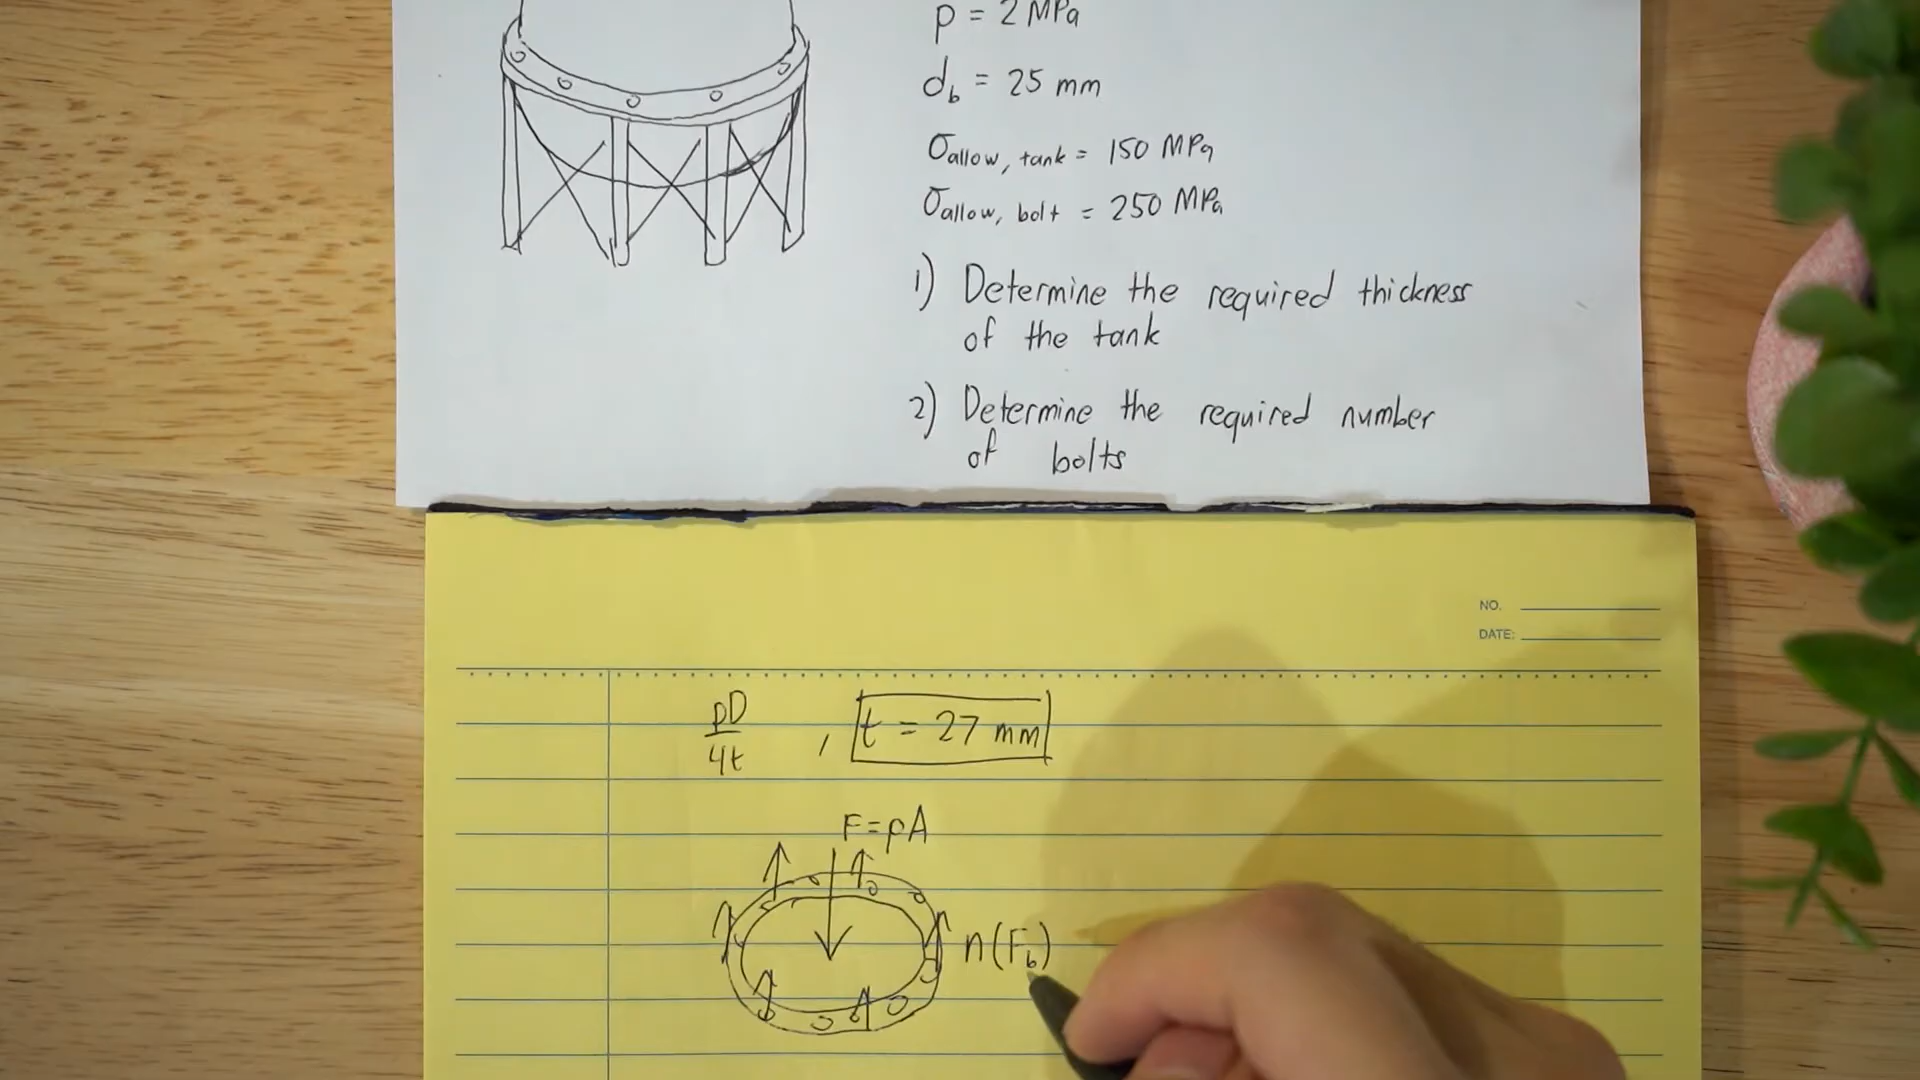 p = 2 MPa
d_b = 25 mm
σ_allow, tank = 150 MPa
σ_allow, bolt = 250 MPa
1) Determine the required thickness
of the tank
2) Determine the required number
of bolts
NO.
DATE:
pD/4t , t = 27 mm
F = pA
n(F_b)